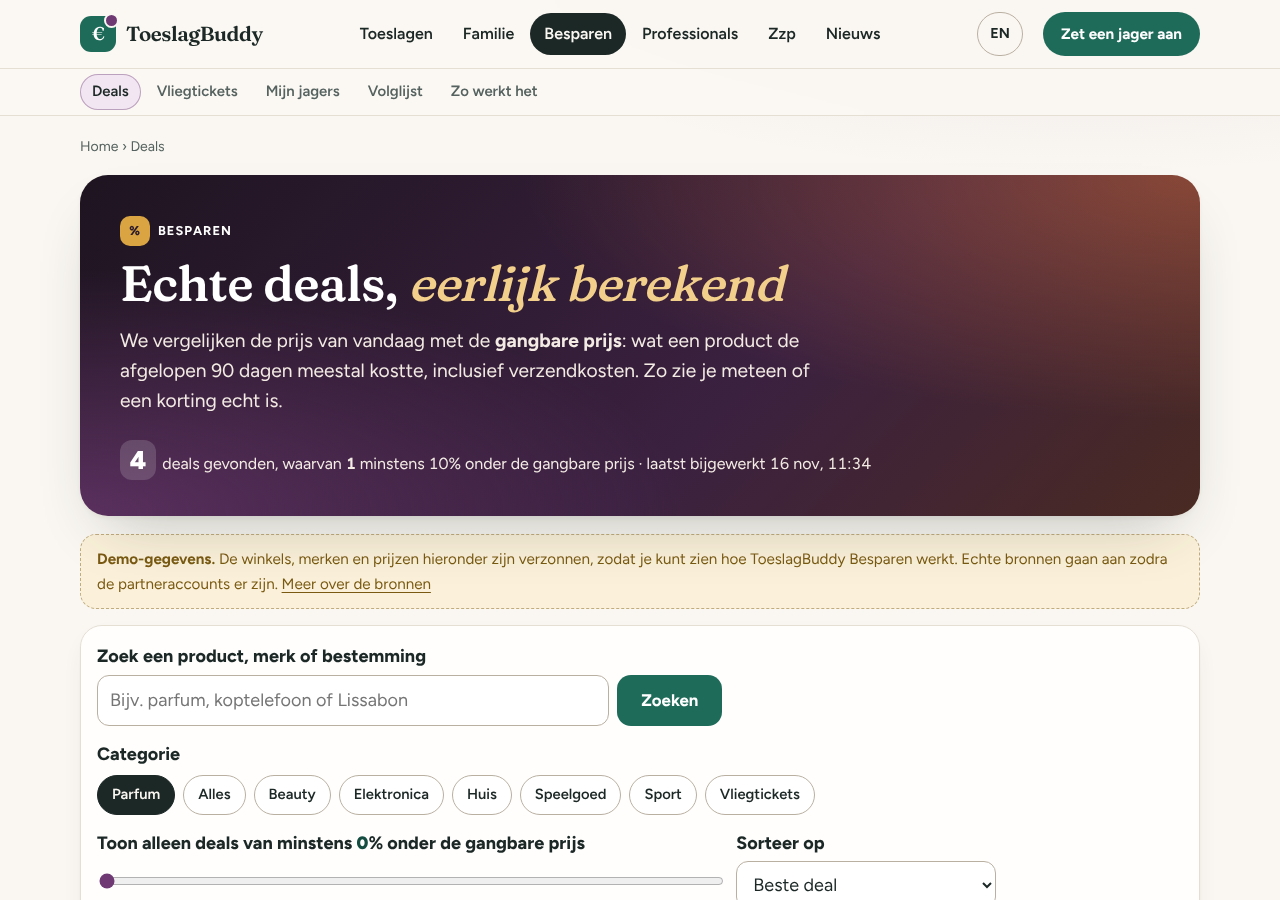 € ToeslagBuddy
Toeslagen Familie Besparen Professionals Zzp Nieuws
EN Zet een jager aan
Deals Vliegtickets Mijn jagers Volglijst Zo werkt het
Home › Deals
% BESPAREN
Echte deals, eerlijk berekend
We vergelijken de prijs van vandaag met de gangbare prijs: wat een product de
afgelopen 90 dagen meestal kostte, inclusief verzendkosten. Zo zie je meteen of
een korting echt is.
4 deals gevonden, waarvan 1 minstens 10% onder de gangbare prijs · laatst bijgewerkt 16 nov, 11:34
Demo-gegevens. De winkels, merken en prijzen hieronder zijn verzonnen, zodat je kunt zien hoe ToeslagBuddy Besparen werkt. Echte bronnen gaan aan zodra
de partneraccounts er zijn. Meer over de bronnen
Zoek een product, merk of bestemming
Bijv. parfum, koptelefoon of Lissabon Zoeken
Categorie
Parfum Alles Beauty Elektronica Huis Speelgoed Sport Vliegtickets
Toon alleen deals van minstens 0% onder de gangbare prijs
Sorteer op
Beste deal